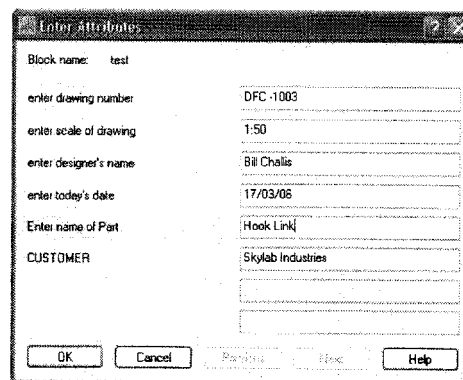 Enter Attributes
Block name: test
enter drawing number DFC -1003
enter scale of drawing 1:50
enter designer's name Bill Challis
enter today's date 17/03/06
Enter name of Part Hook Link
CUSTOMER Skylab Industries
OK Cancel Previous Next Help